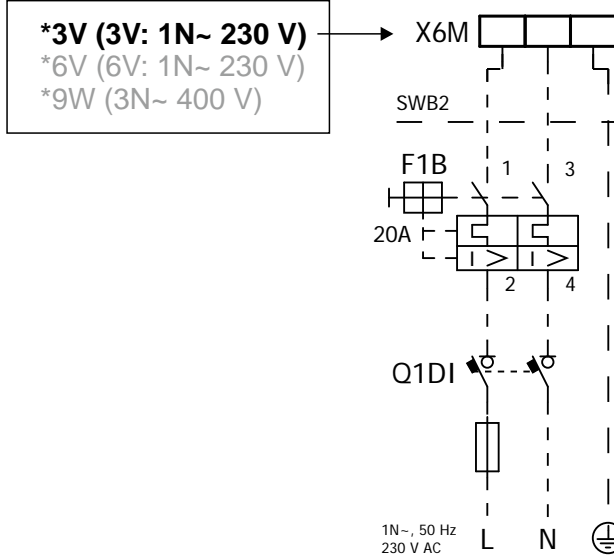 *3V (3V: 1N~ 230 V)
*6V (6V: 1N~ 230 V)
*9W (3N~ 400 V)
X6M
SWB2
F1B
1
3
20A
I >
I >
2
4
Q1DI
1N~, 50 Hz
230 V AC
L
N